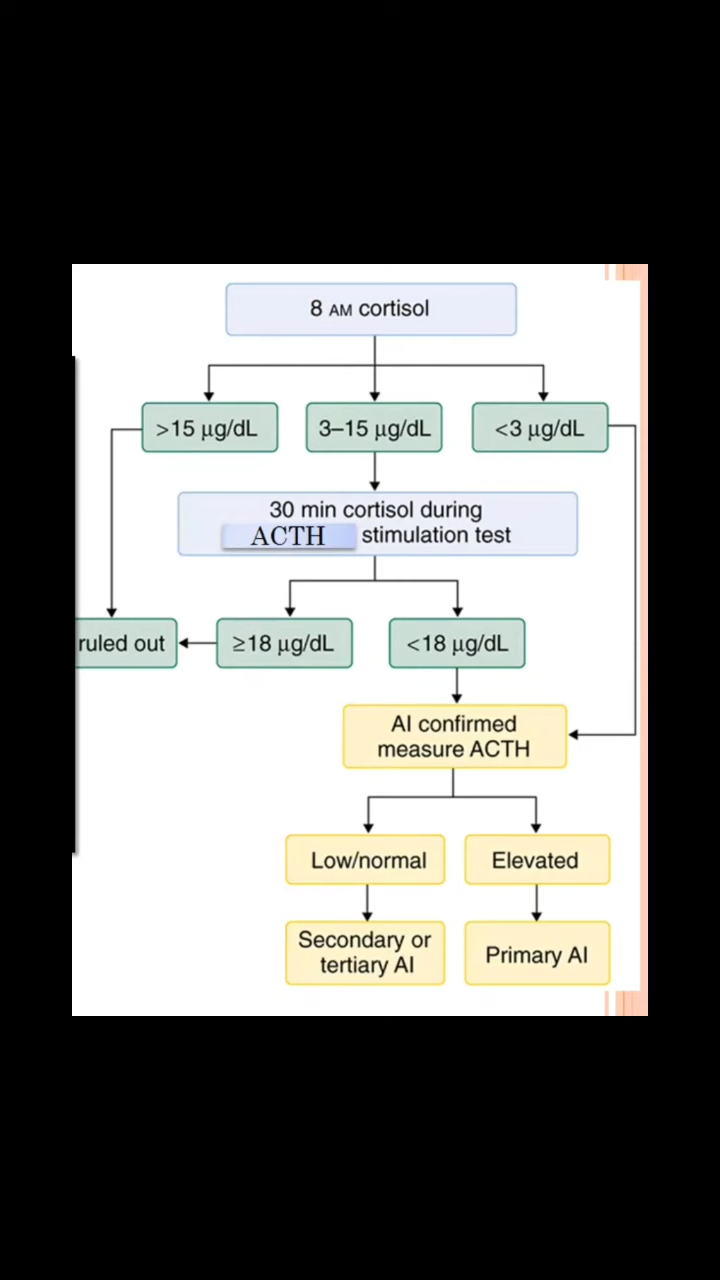 8 AM cortisol
>15 µg/dL
3–15 µg/dL
<3 µg/dL
30 min cortisol during
ACTH stimulation test
ruled out
≥18 µg/dL
<18 µg/dL
AI confirmed
measure ACTH
Low/normal
Elevated
Secondary or
tertiary AI
Primary AI